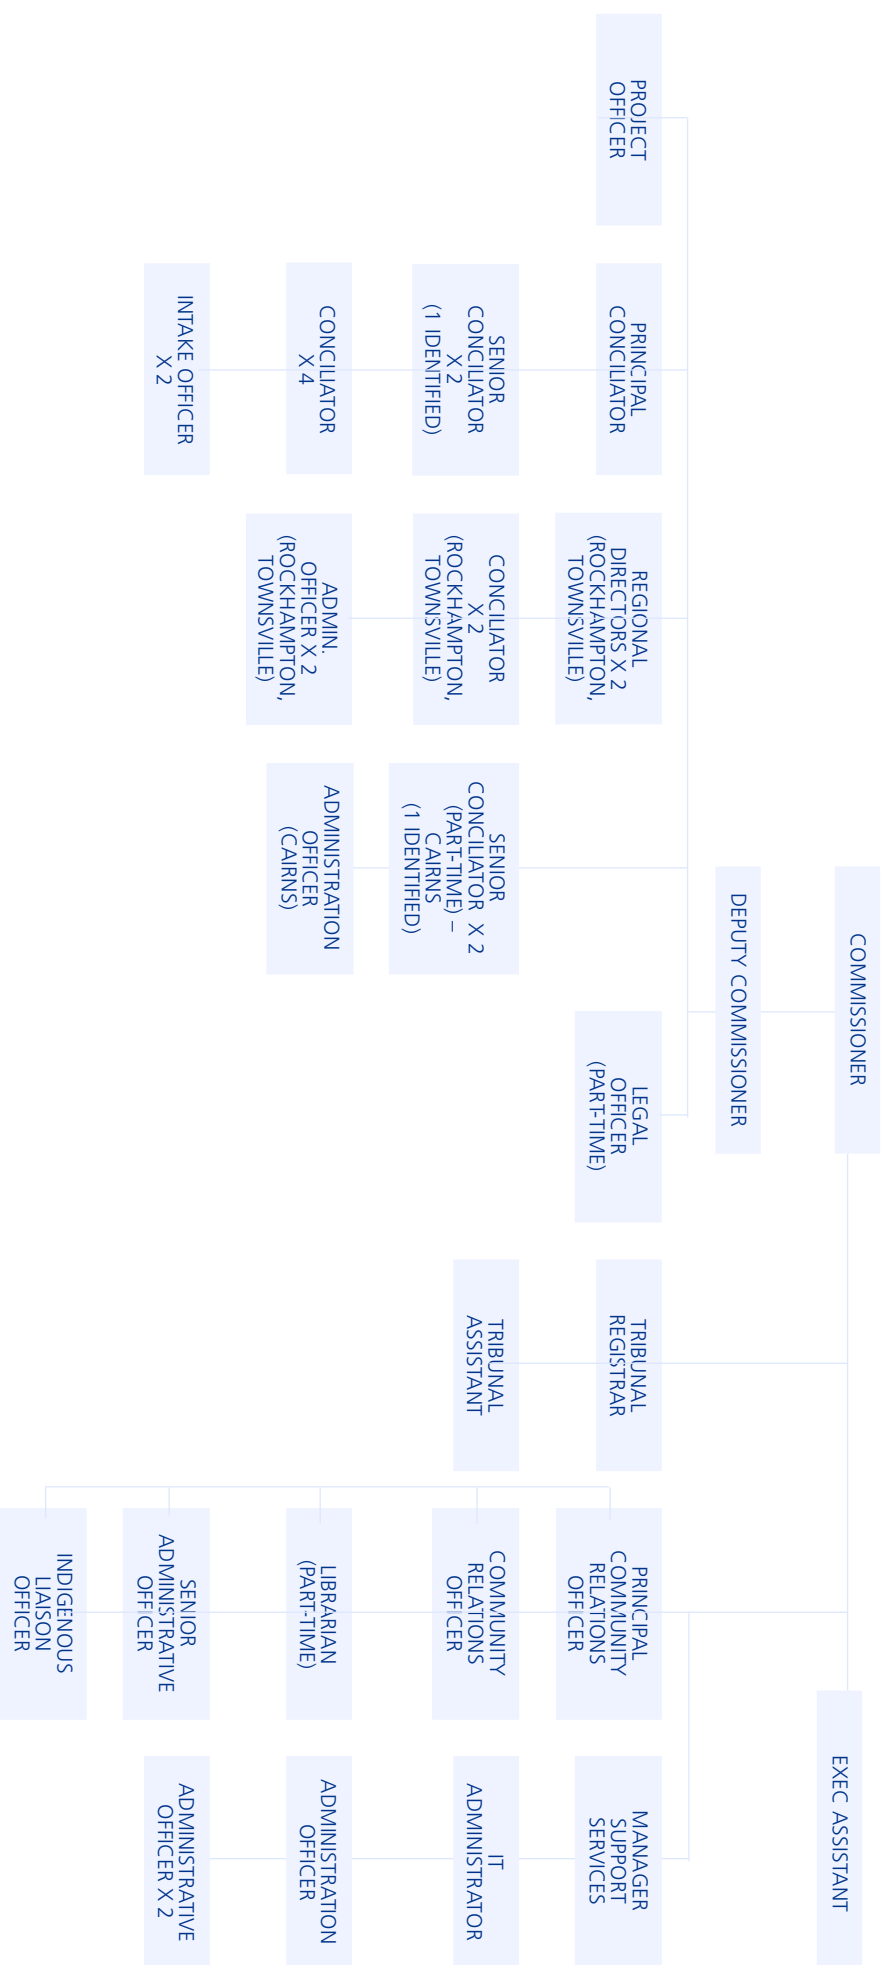 COMMISSIONER
EXEC ASSISTANT
DEPUTY COMMISSIONER
PROJECT
OFFICER
PRINCIPAL
CONCILIATOR
REGIONAL
DIRECTORS X 2
(ROCKHAMPTON,
TOWNSVILLE)
LEGAL
OFFICER
(PART-TIME)
TRIBUNAL
REGISTRAR
PRINCIPAL
COMMUNITY
RELATIONS
OFFICER
MANAGER
SUPPORT
SERVICES
SENIOR
CONCILIATOR
X 2
(1 IDENTIFIED)
CONCILIATOR
X 2
(ROCKHAMPTON,
TOWNSVILLE)
SENIOR
CONCILIATOR X 2
(PART-TIME) –
CAIRNS
(1 IDENTIFIED)
TRIBUNAL
ASSISTANT
COMMUNITY
RELATIONS
OFFICER
IT
ADMINISTRATOR
CONCILIATOR
X 4
ADMIN.
OFFICER X 2
(ROCKHAMPTON,
TOWNSVILLE)
ADMINISTRATION
OFFICER
(CAIRNS)
LIBRARIAN
(PART-TIME)
ADMINISTRATION
OFFICER
INTAKE OFFICER
X 2
SENIOR
ADMINISTRATIVE
OFFICER
ADMINISTRATIVE
OFFICER X 2
INDIGENOUS
LIAISON
OFFICER